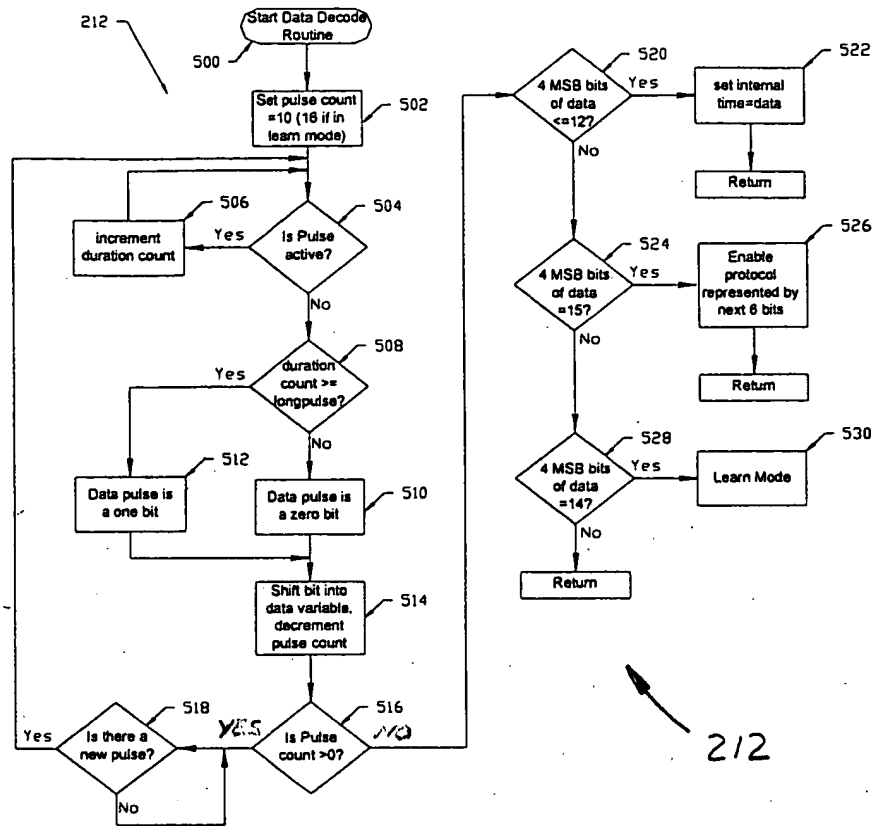 212
Start Data Decode
Routine
500
Set pulse count
=10 (16 if in
learn mode)
502
506
increment
duration count
Yes
504
Is Pulse
active?
No
508
duration
count >=
longpulse?
Yes
No
512
Data pulse is
a one bit
510
Data pulse is
a zero bit
Shift bit into
data variable,
decrement
pulse count
514
518
Is there a
new pulse?
Yes
No
YES
516
Is Pulse
count >0?
NO
520
4 MSB bits
of data
<=12?
Yes
No
522
set internal
time=data
Return
524
4 MSB bits
of data
=15?
Yes
No
526
Enable
protocol
represented by
next 6 bits
Return
528
4 MSB bits
of data
=14?
Yes
No
530
Learn Mode
Return
212